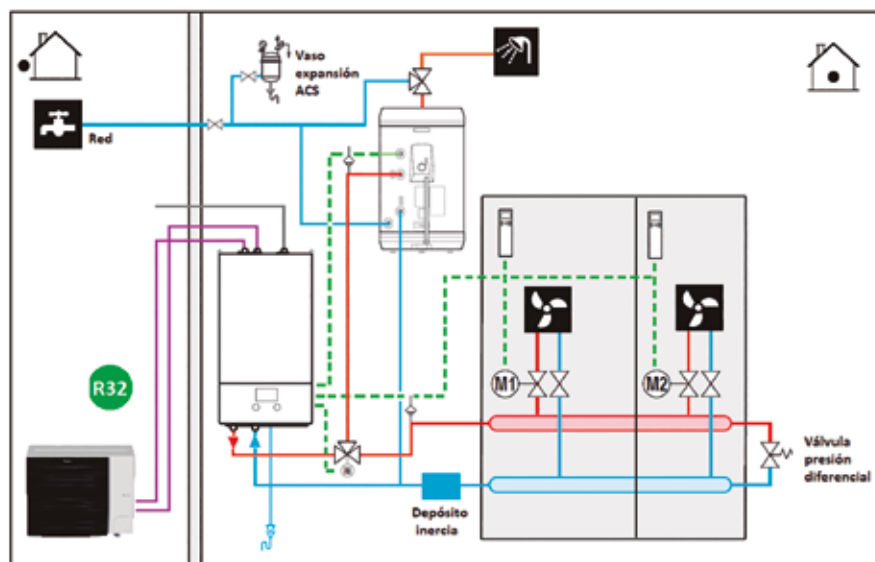 Vaso
expansión
ACS
Red
R32
M1
M2
Válvula
presión
diferencial
Depósito
inercia